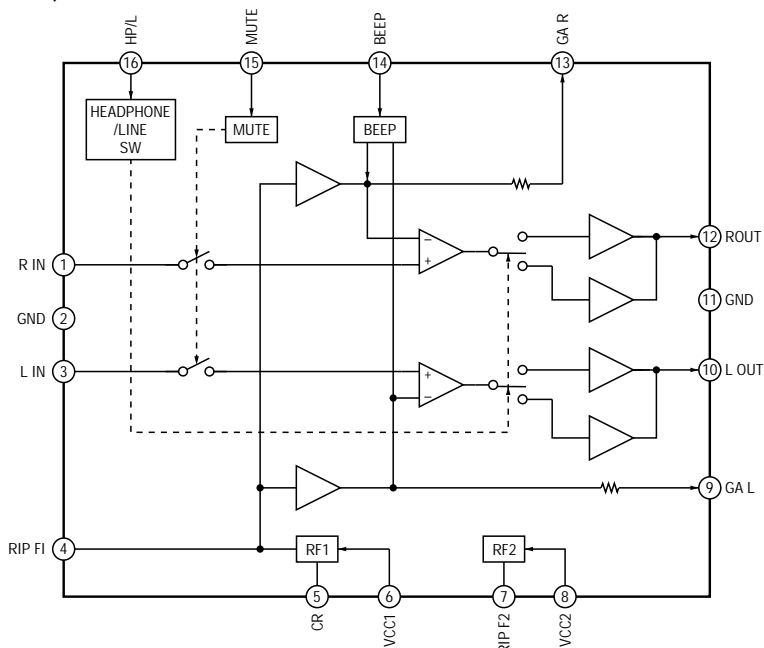 HP/L
MUTE
BEEP
GA R
16
15
14
13
HEADPHONE
/LINE
SW
MUTE
BEEP
R IN 1
12 ROUT
−
+
GND 2
11 GND
L IN 3
10 L OUT
+
−
9 GA L
RIP FI 4
RF1
RF2
5
6
7
8
CR
VCC1
RIP F2
VCC2